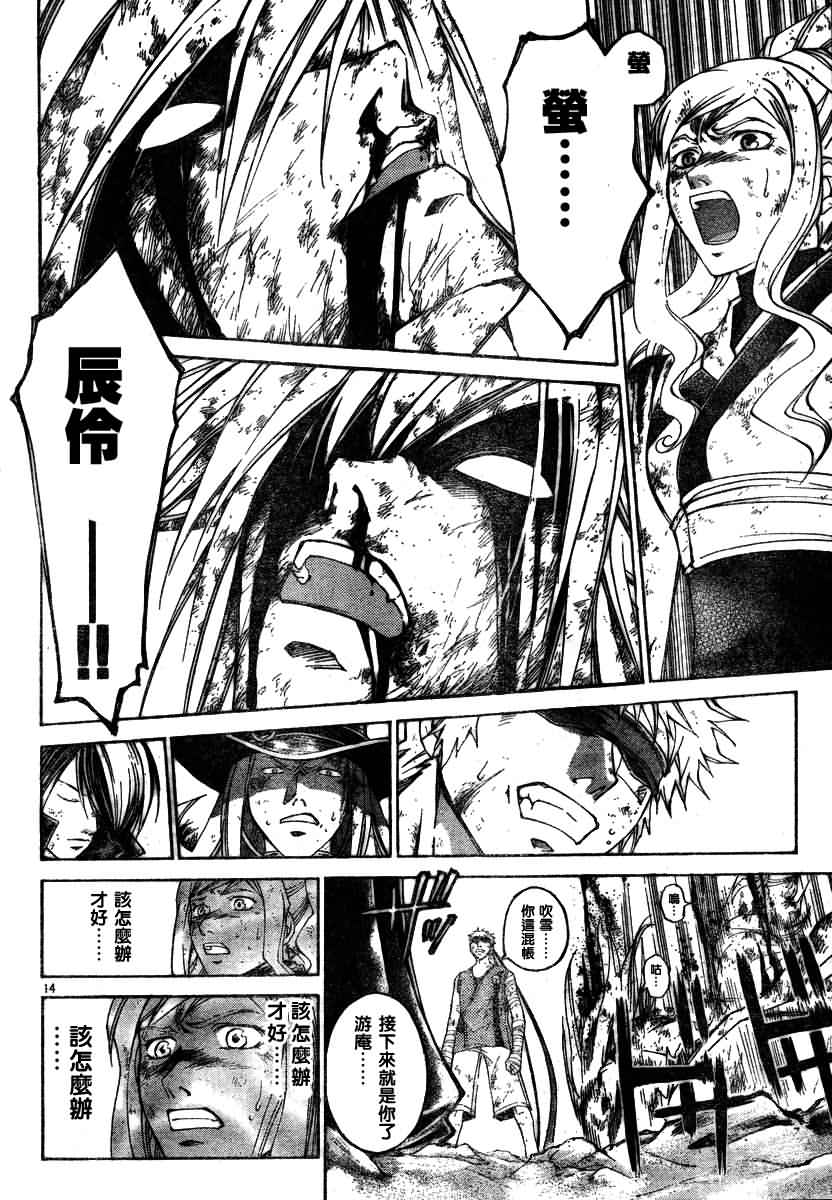 螢
螢……
辰伶
——!!
嗚…
咕…
吹雪……
你這混帳
接下來就是你了
游庵……
該怎麼辦
才好……
該怎麼辦
才好……
該怎麼辦
……
14